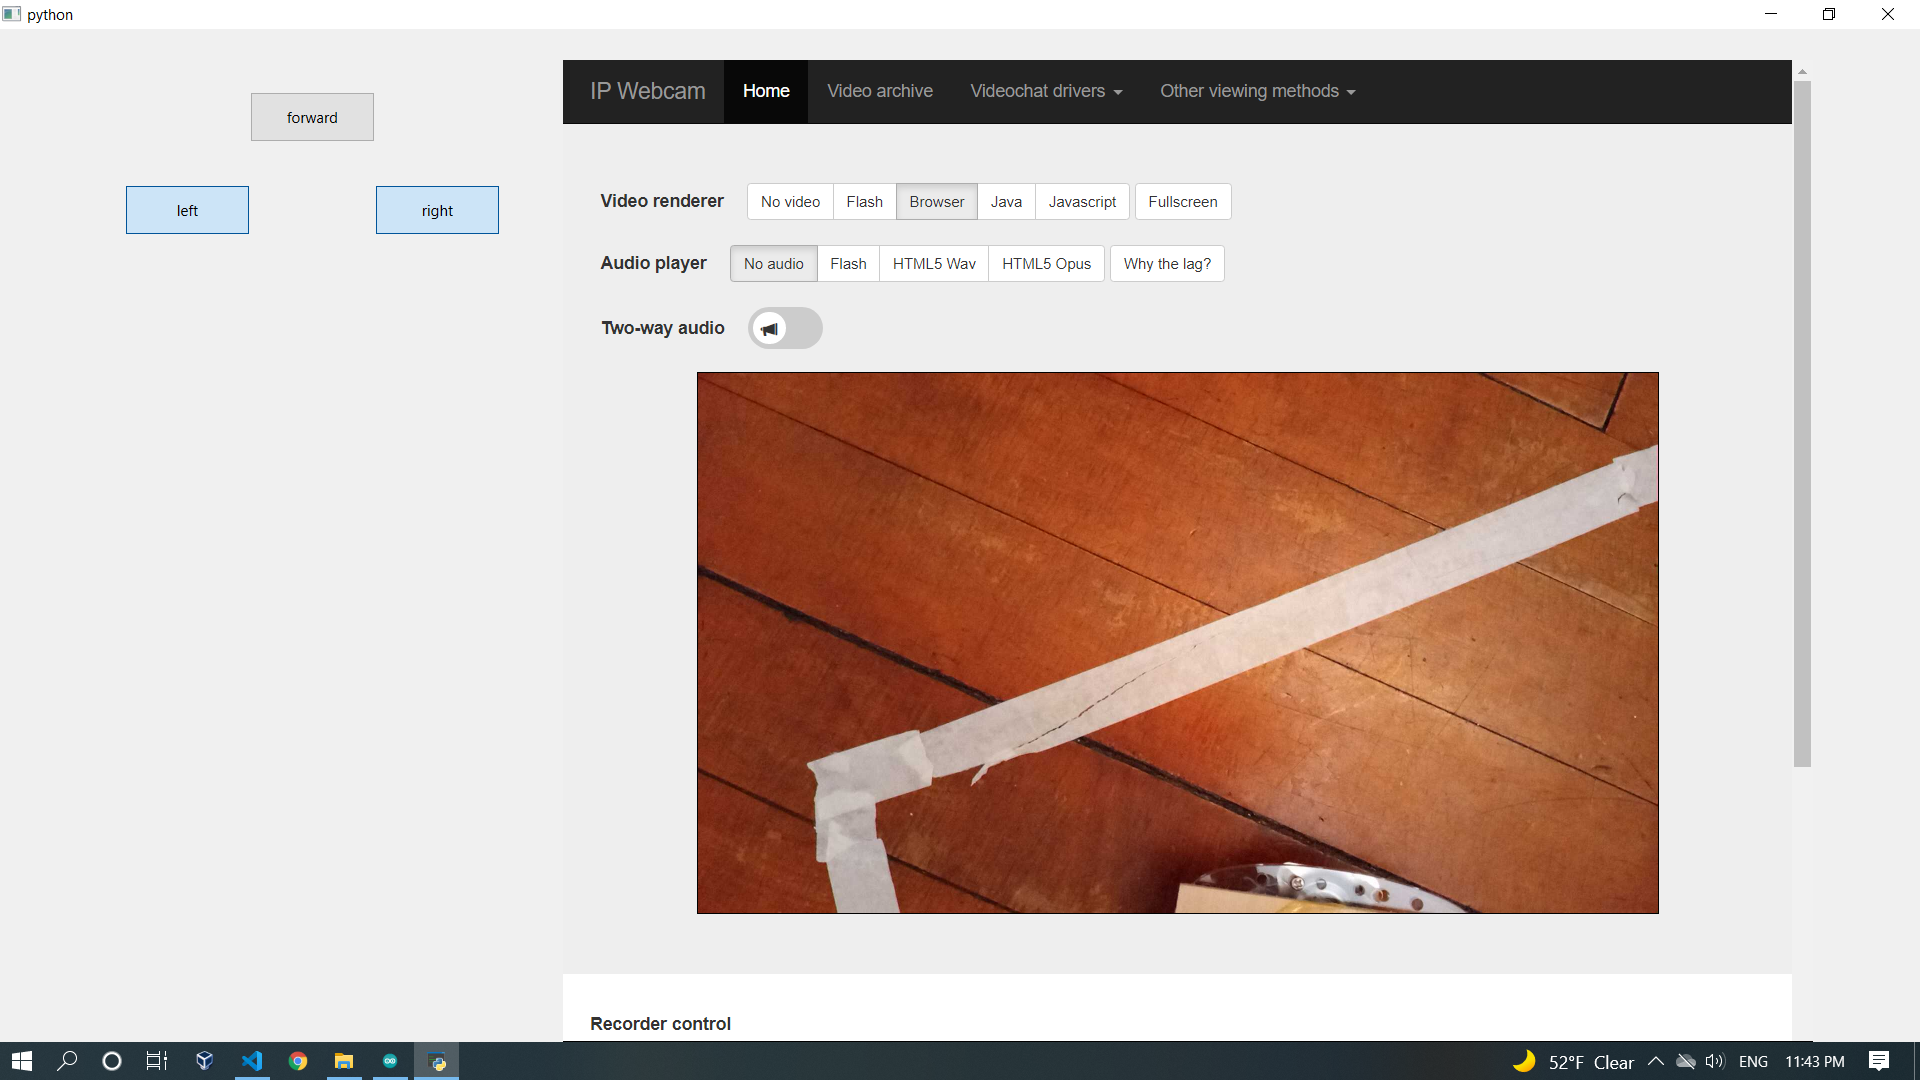 python
forward
left
right
IP Webcam Home Video archive Videochat drivers Other viewing methods
Video renderer No video Flash Browser Java Javascript Fullscreen
Audio player No audio Flash HTML5 Wav HTML5 Opus Why the lag?
Two-way audio
Recorder control
52°F Clear ENG 11:43 PM